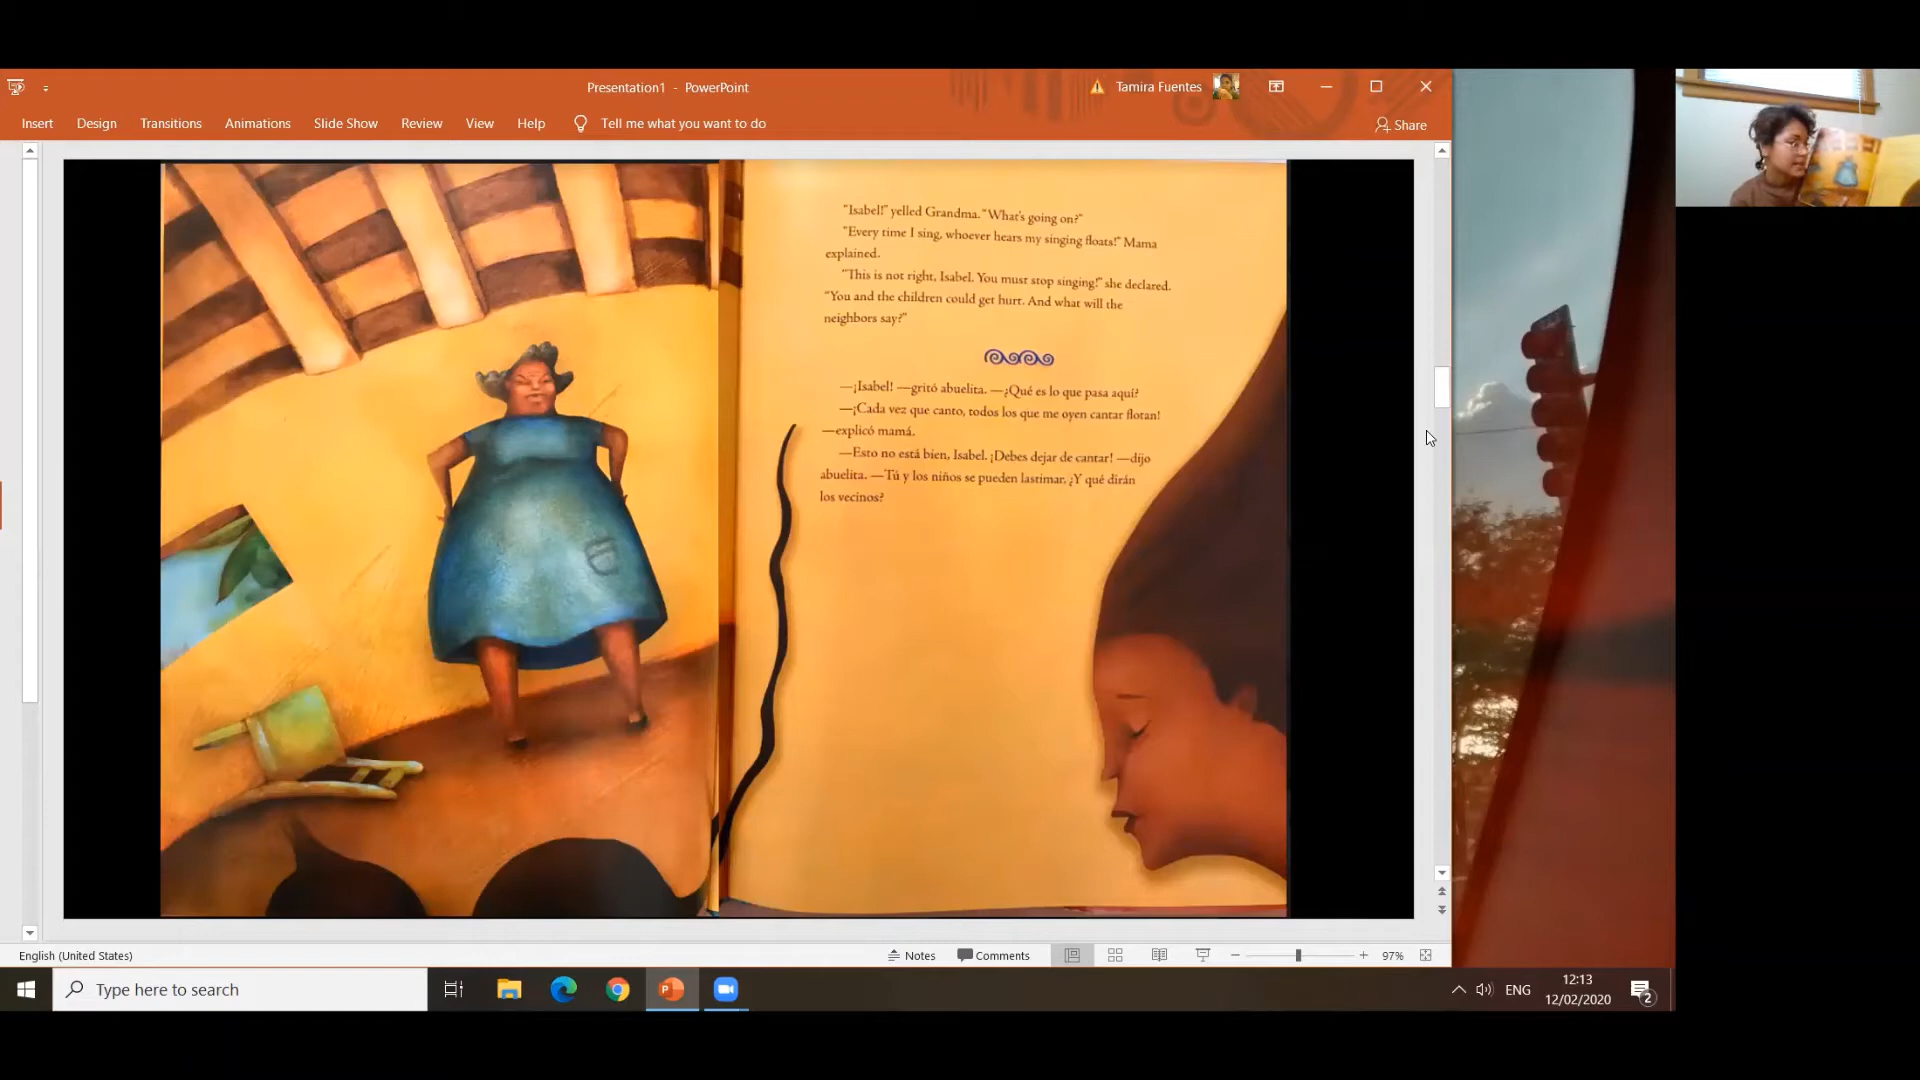 Presentation1 - PowerPoint
Tamira Fuentes
Insert Design Transitions Animations Slide Show Review View Help Tell me what you want to do
Share
“Isabel!” yelled Grandma. “What’s going on?”
“Every time I sing, whoever hears my singing floats!” Mama
explained.
“This is not right, Isabel. You must stop singing!” she declared.
“You and the children could get hurt. And what will the
neighbors say?”
—¡Isabel! —gritó abuelita. —¿Qué es lo que pasa aquí?
—¡Cada vez que canto, todos los que me oyen cantar flotan!
—explicó mamá.
—Esto no está bien, Isabel. ¡Debes dejar de cantar! —dijo
abuelita. —Tú y los niños se pueden lastimar. ¿Y qué dirán
los vecinos?
English (United States)
Notes Comments
97%
Type here to search
ENG
12:13
12/02/2020
2